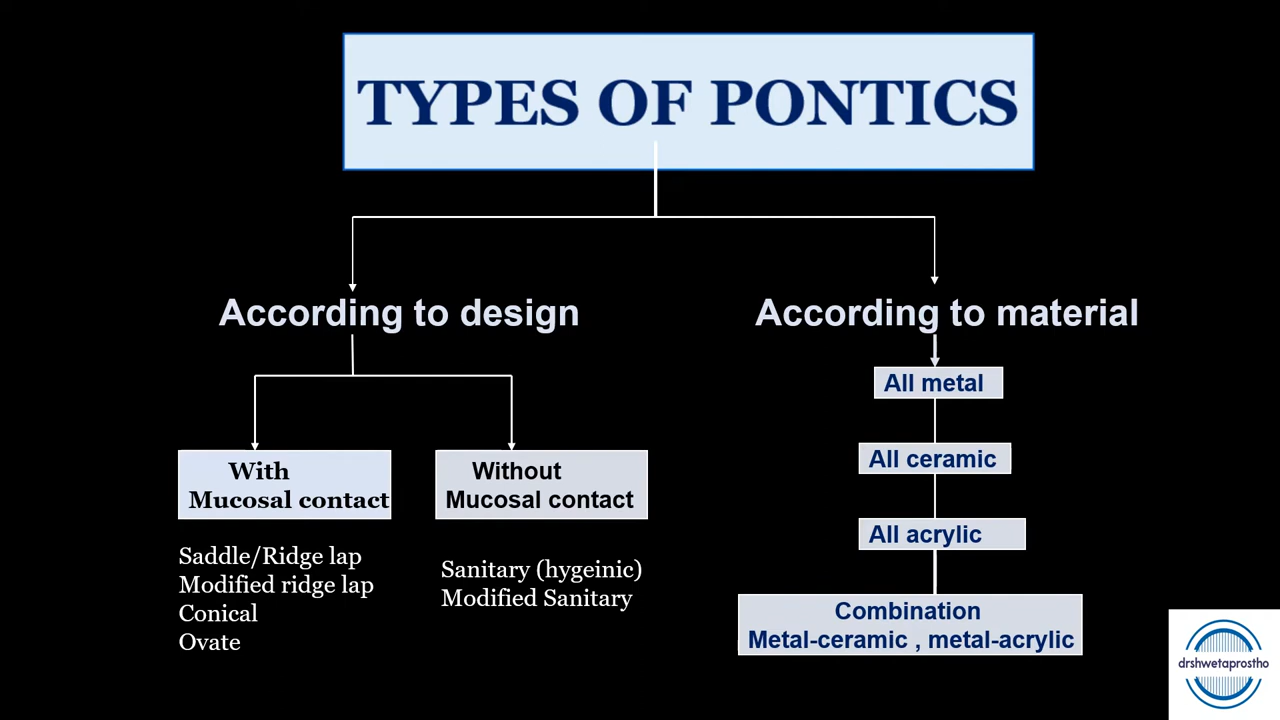 TYPES OF PONTICS
According to design
With
Mucosal contact
Saddle/Ridge lap
Modified ridge lap
Conical
Ovate
Without
Mucosal contact
Sanitary (hygeinic)
Modified Sanitary
According to material
All metal
All ceramic
All acrylic
Combination
Metal-ceramic , metal-acrylic
drshwetaprostho